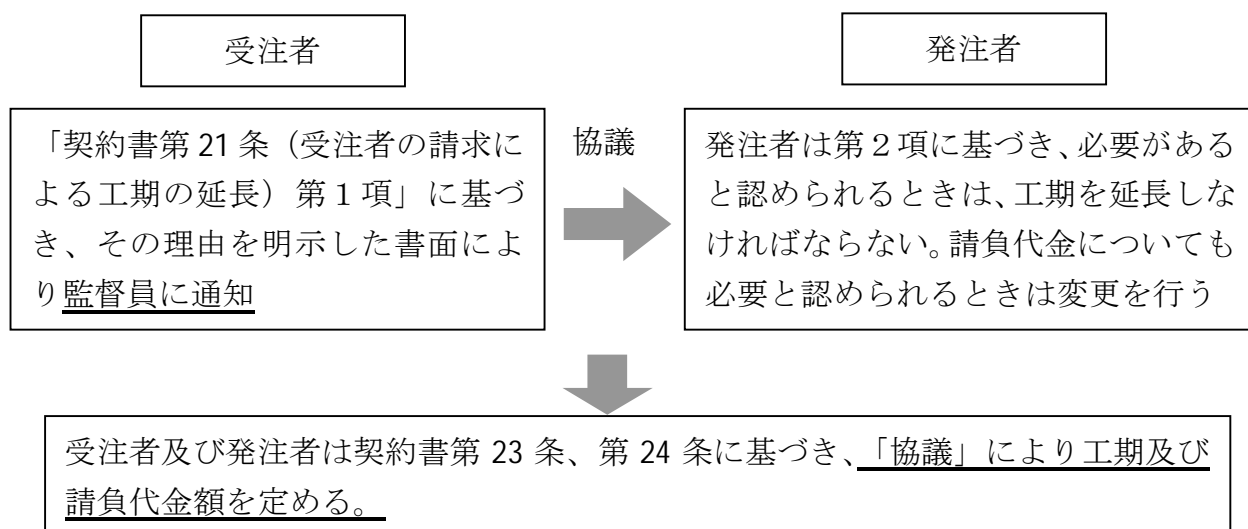 受注者
発注者
「契約書第 21 条（受注者の請求に
よる工期の延長）第１項」に基づ
き、その理由を明示した書面によ
り監督員に通知
協議
発注者は第２項に基づき、必要がある
と認められるときは、工期を延長しな
ければならない。請負代金についても
必要と認められるときは変更を行う
受注者及び発注者は契約書第 23 条、第 24 条に基づき、「協議」により工期及び
請負代金額を定める。